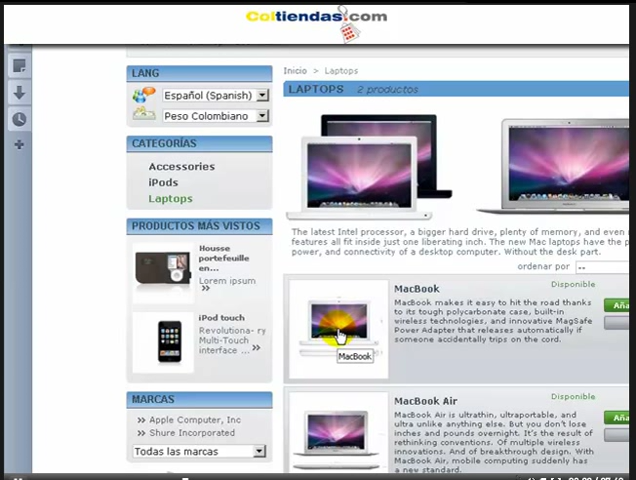 Coltiendas.com
LANG
Español (Spanish)
Peso Colombiano
CATEGORÍAS
Accessories
iPods
Laptops
PRODUCTOS MÁS VISTOS
Housse
portefeuille
en...
Lorem ipsum
iPod touch
Revolutiona- ry
Multi-Touch
interface ...
MARCAS
Apple Computer, Inc
Shure Incorporated
Todas las marcas
Inicio > Laptops
LAPTOPS 2 productos
The latest Intel processor, a bigger hard drive, plenty of memory, and even
features all fit inside just one liberating inch. The new Mac laptops have the p
power, and connectivity of a desktop computer. Without the desk part.
ordenar por --
MacBook
Disponible
MacBook makes it easy to hit the road thanks
to its tough polycarbonate case, built-in
wireless technologies, and innovative MagSafe
Power Adapter that releases automatically if
someone accidentally trips on the cord.
Aña
MacBook
MacBook Air
Disponible
MacBook Air is ultrathin, ultraportable, and
ultra unlike anything else. But you don't lose
inches and pounds overnight. It's the result of
rethinking conventions. Of multiple wireless
innovations. And of breakthrough design. With
MacBook Air, mobile computing suddenly has
a new standard.
Aña